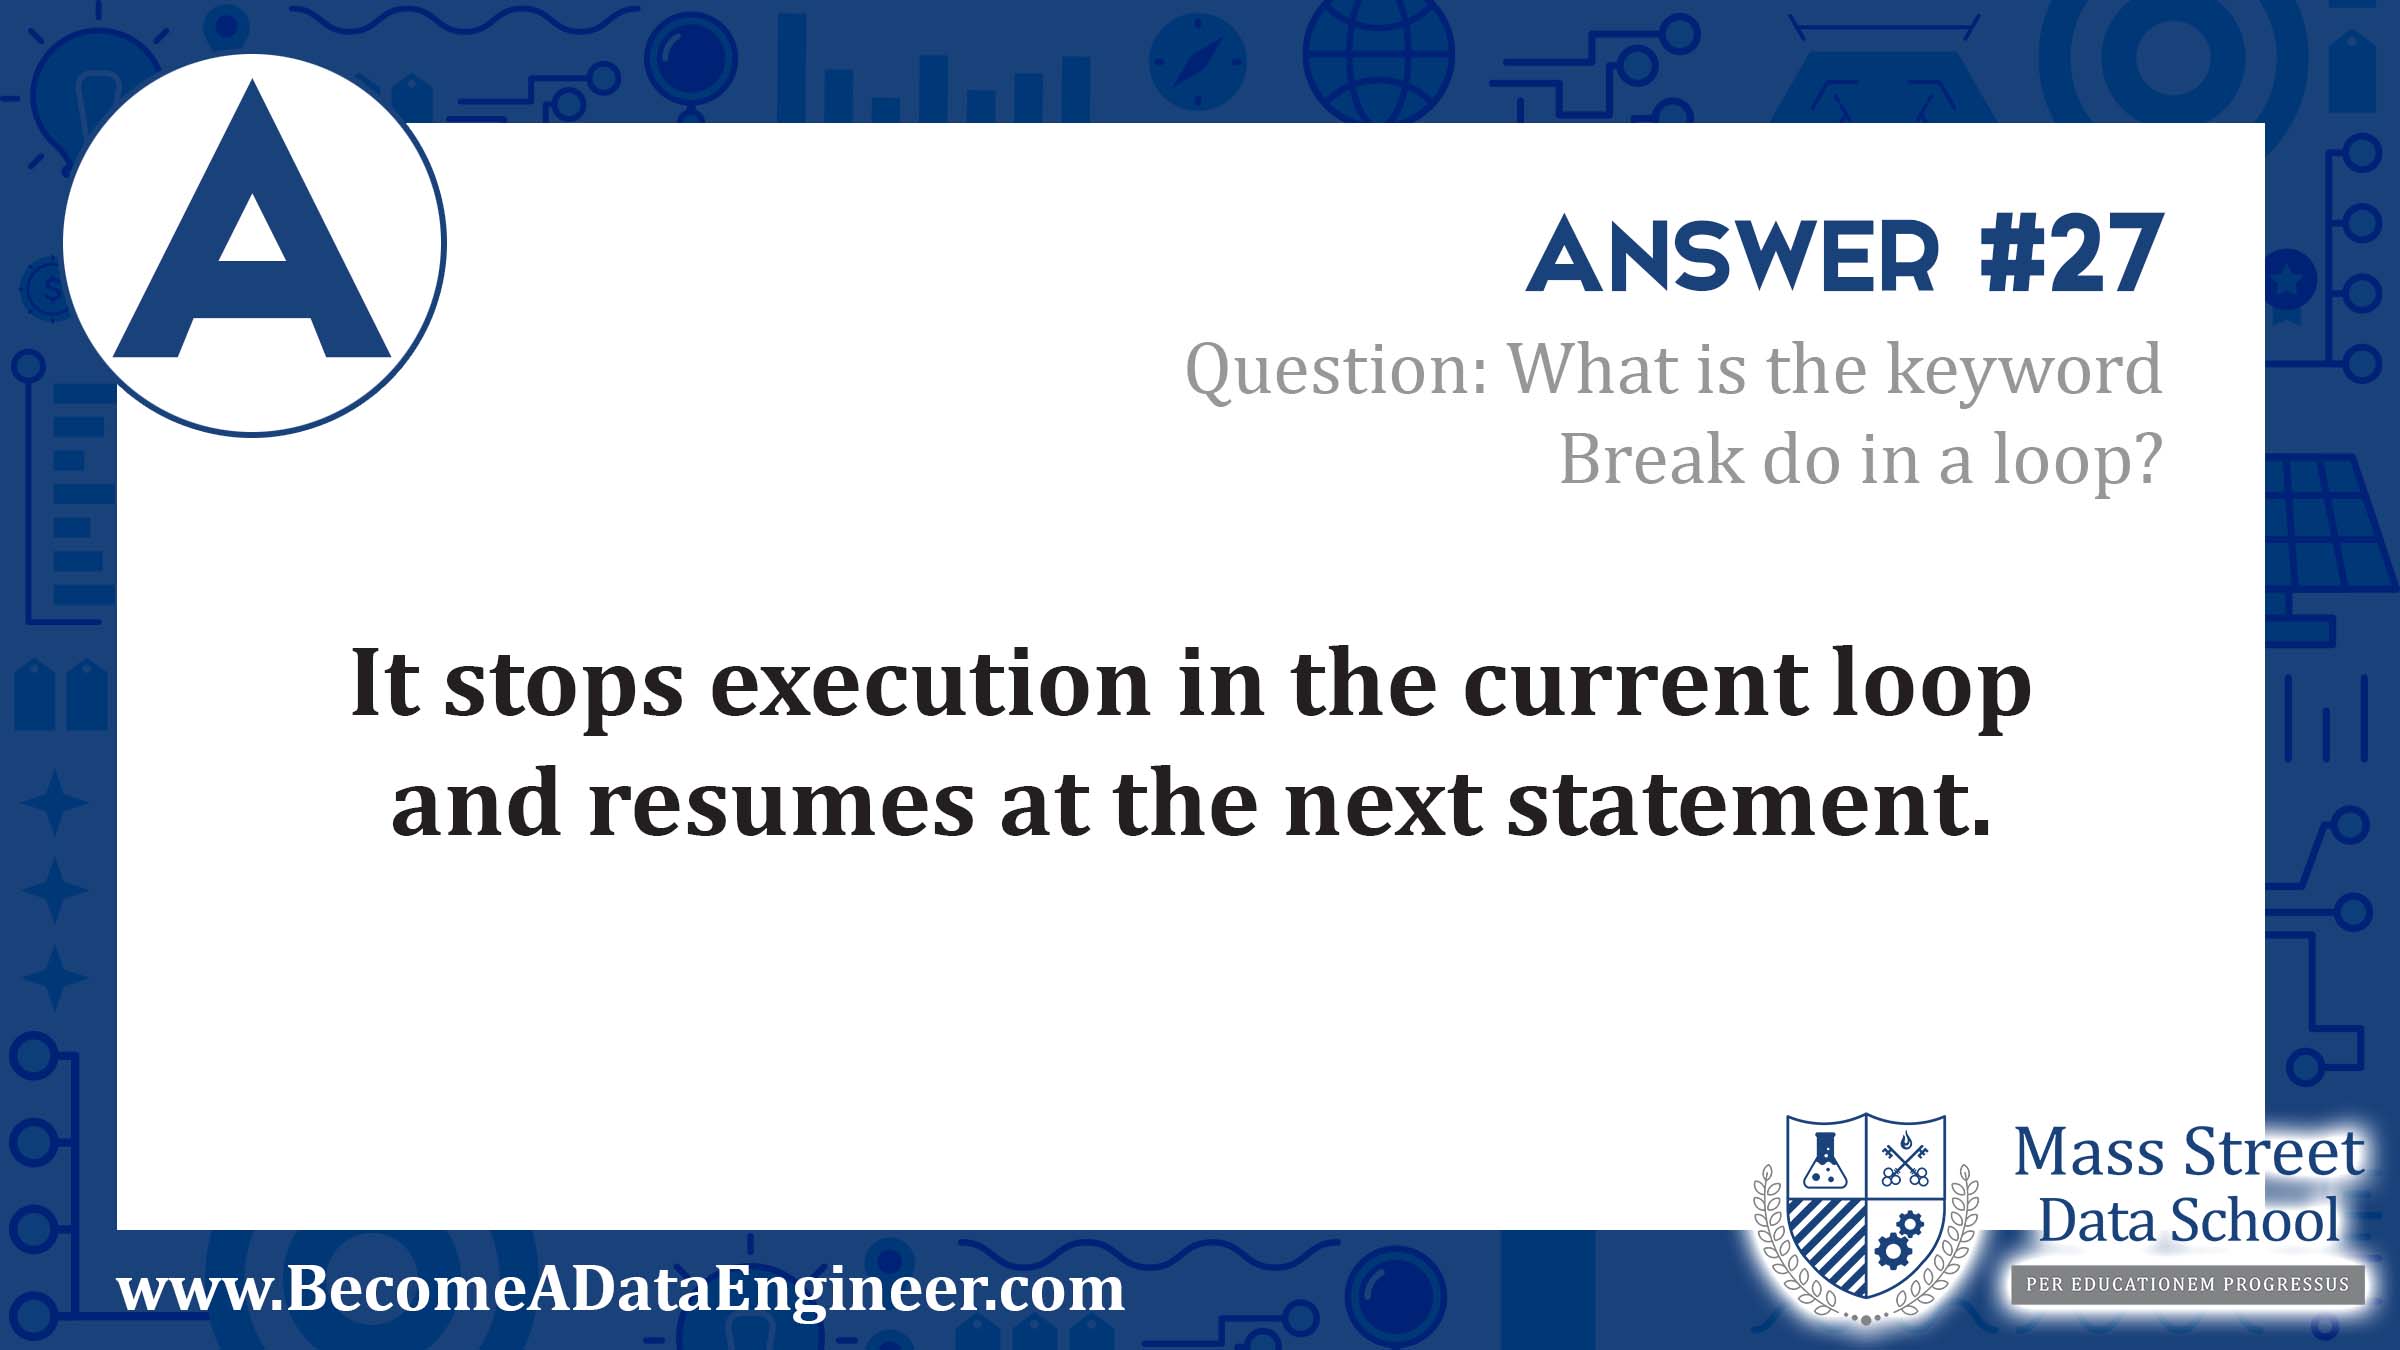 A
ANSWER #27
Question: What is the keyword
Break do in a loop?
It stops execution in the current loop
and resumes at the next statement.
Mass Street
Data School
PER EDUCATIONEM PROGRESSUS
www.BecomeADataEngineer.com